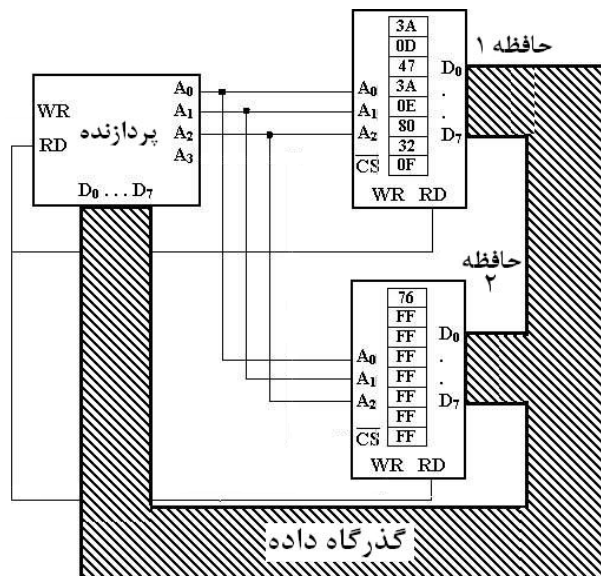 حافظه ۱
3A
0D
47
3A
0E
80
32
0F
A0
A1
A2
CS
D0
.
.
D7
WR RD
پردازنده
WR
RD
A0
A1
A2
A3
D0 ... D7
حافظه
۲
76
FF
FF
FF
FF
FF
FF
FF
A0
A1
A2
CS
D0
.
.
D7
WR RD
گذرگاه داده